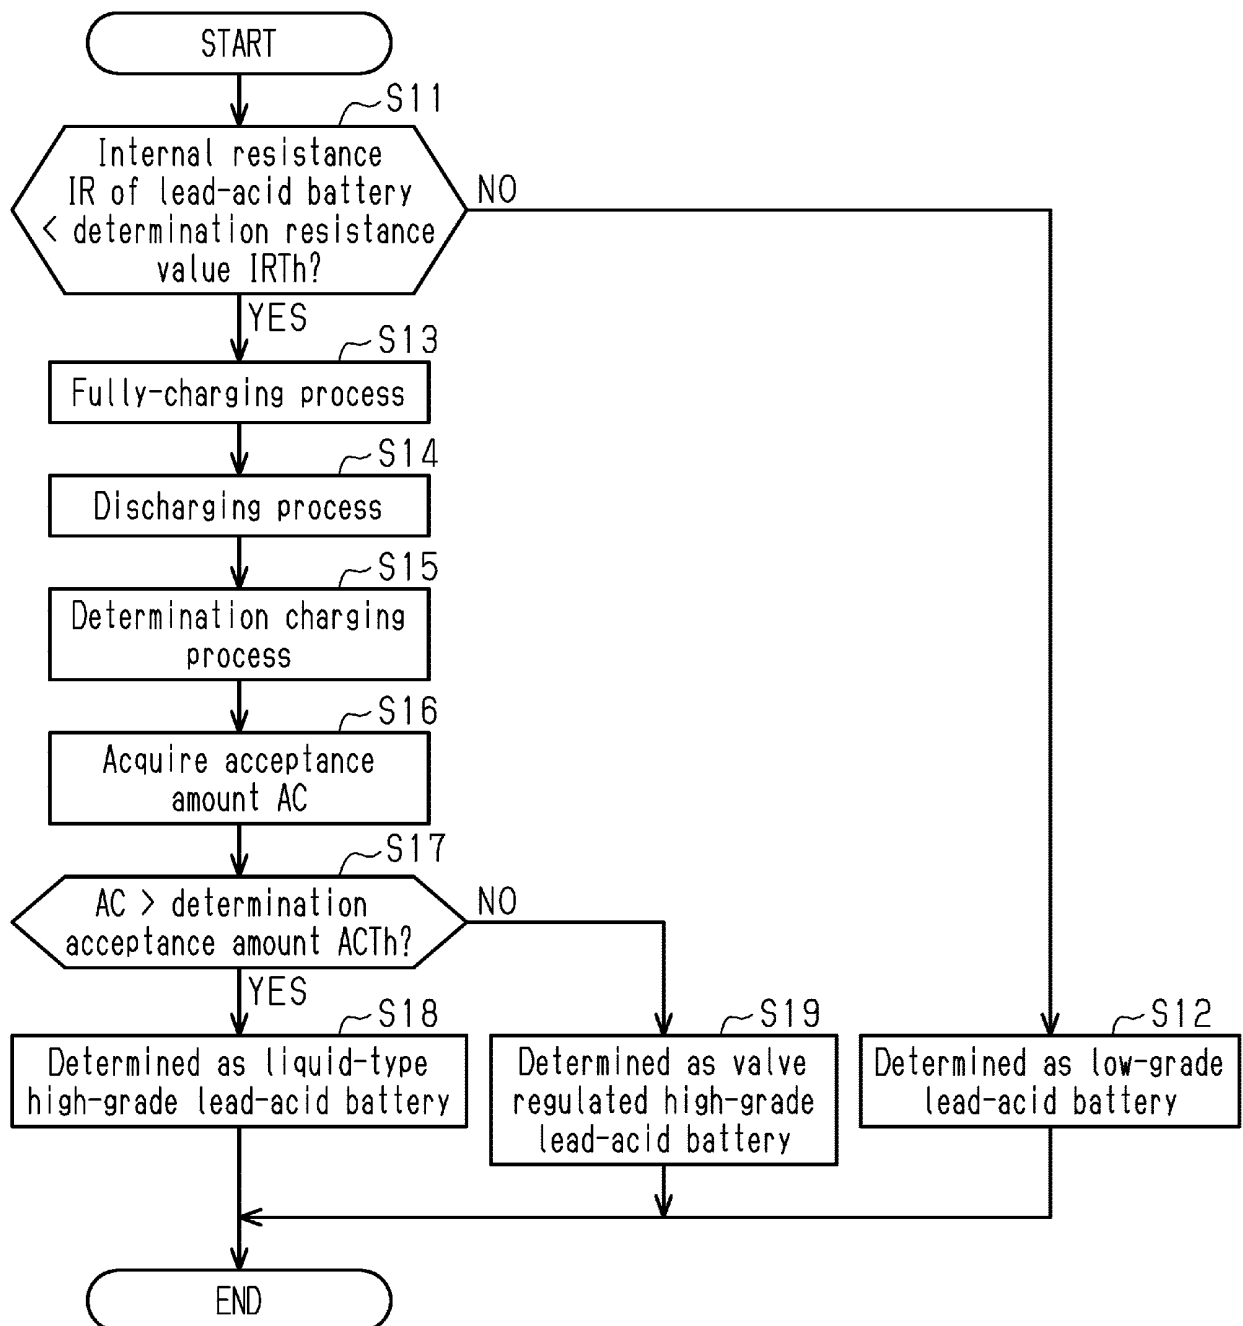 START
S11
Internal resistance
IR of lead-acid battery
< determination resistance
value IRTh?
NO
YES
S13
Fully-charging process
S14
Discharging process
S15
Determination charging
process
S16
Acquire acceptance
amount AC
S17
AC > determination
acceptance amount ACTh?
NO
YES
S18
Determined as liquid-type
high-grade lead-acid battery
S19
Determined as valve
regulated high-grade
lead-acid battery
S12
Determined as low-grade
lead-acid battery
END